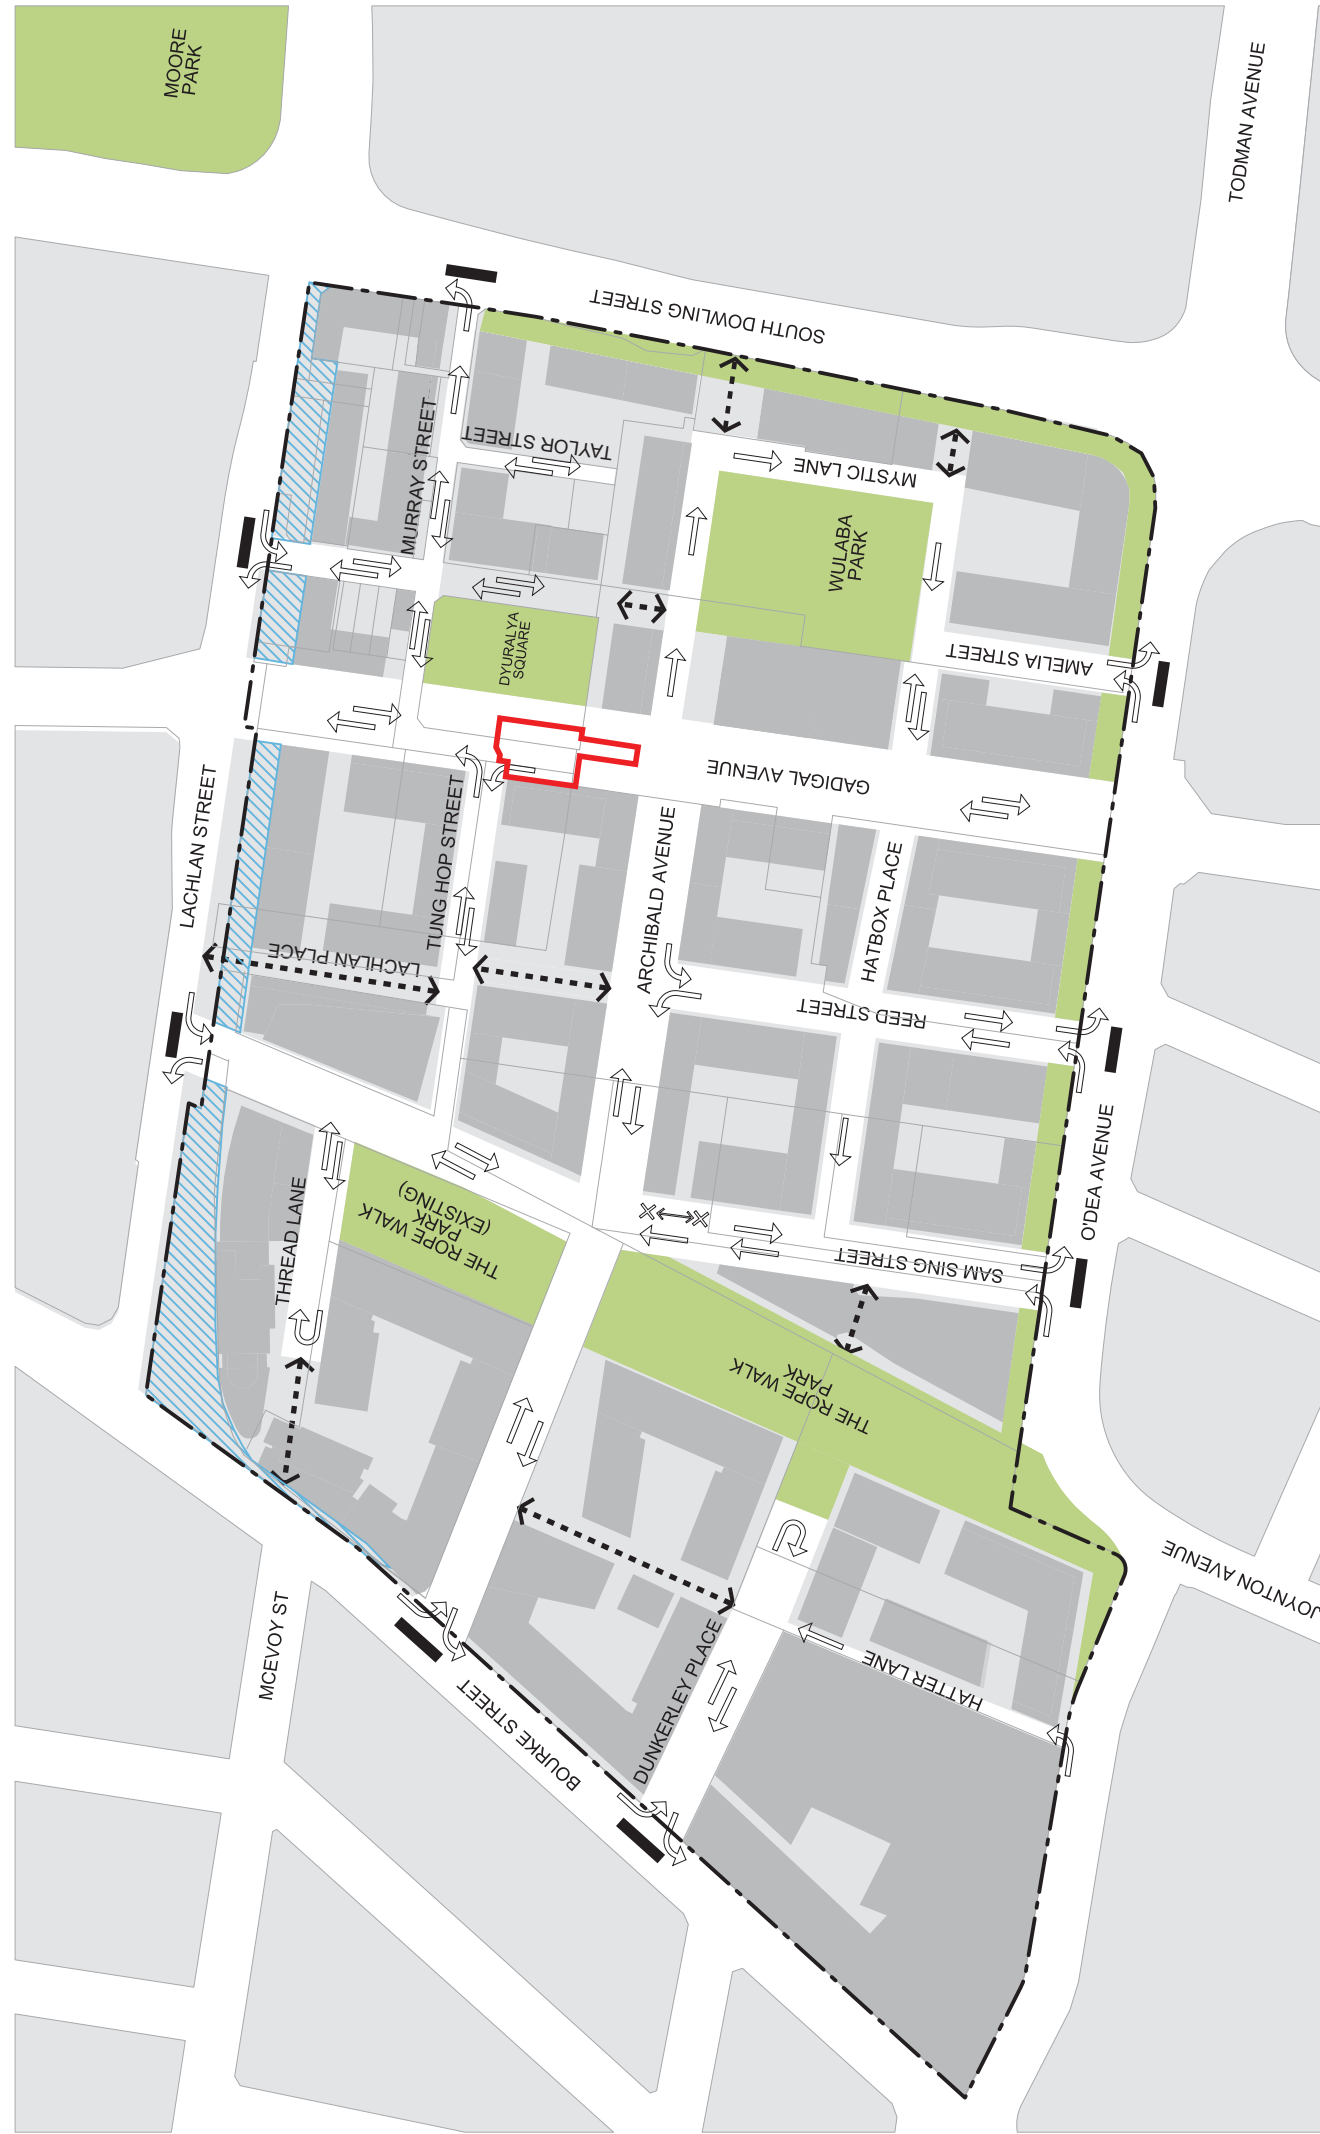 MOORE
PARK
TODMAN AVENUE
SOUTH DOWLING STREET
MURRAY STREET
TAYLOR STREET
MYSTIC LANE
WULABA
PARK
DYURALYA
SQUARE
AMELIA STREET
GADIGAL AVENUE
LACHLAN STREET
TUNG HOP STREET
ARCHIBALD AVENUE
HATBOX PLACE
LACHLAN PLACE
REED STREET
O'DEA AVENUE
THREAD LANE
THE ROPE WALK
PARK
(EXISTING)
SAM SING STREET
THE ROPE WALK
PARK
JOYNTON AVENUE
MCEVOY ST
BOURKE STREET
DUNKERLEY PLACE
HATTER LANE